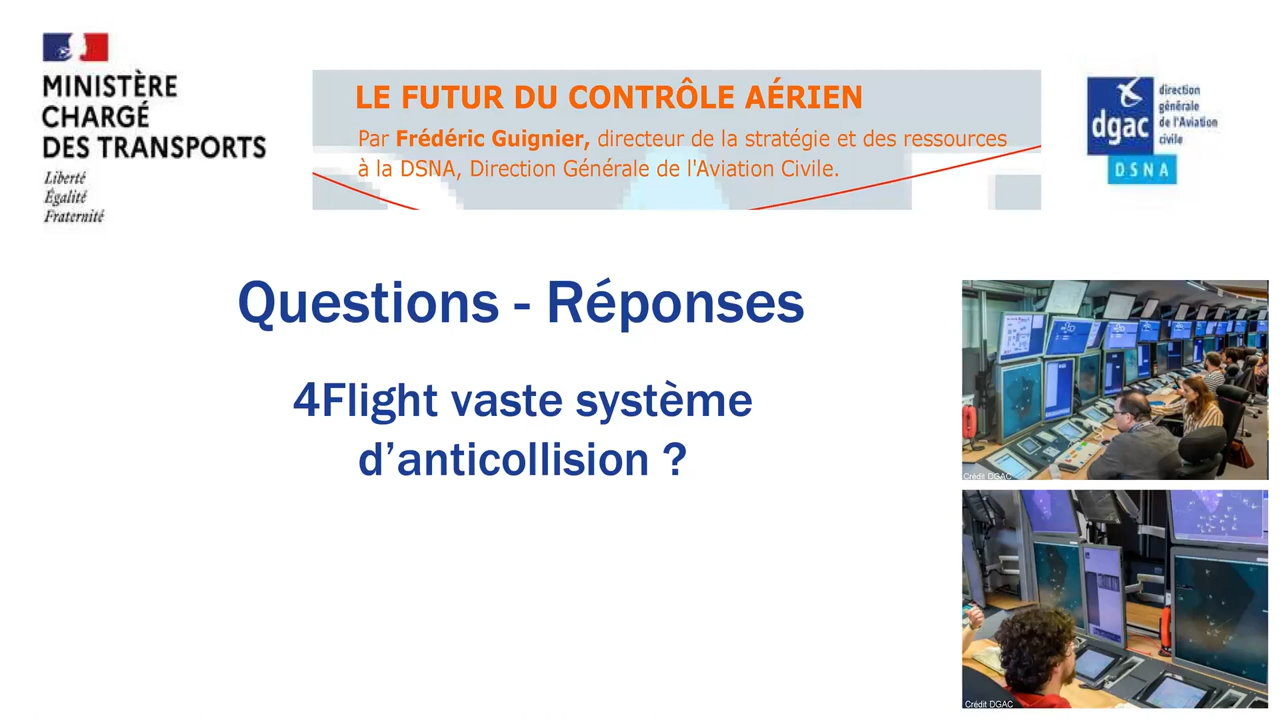 MINISTÈRE
CHARGÉ
DES TRANSPORTS
Liberté
Égalité
Fraternité
LE FUTUR DU CONTRÔLE AÉRIEN
Par Frédéric Guignier, directeur de la stratégie et des ressources
à la DSNA, Direction Générale de l'Aviation Civile.
dgac
direction
générale
de l'Aviation
civile
DSNA
Questions - Réponses
4Flight vaste système
d’anticollision ?
Crédit DGAC
Crédit DGAC